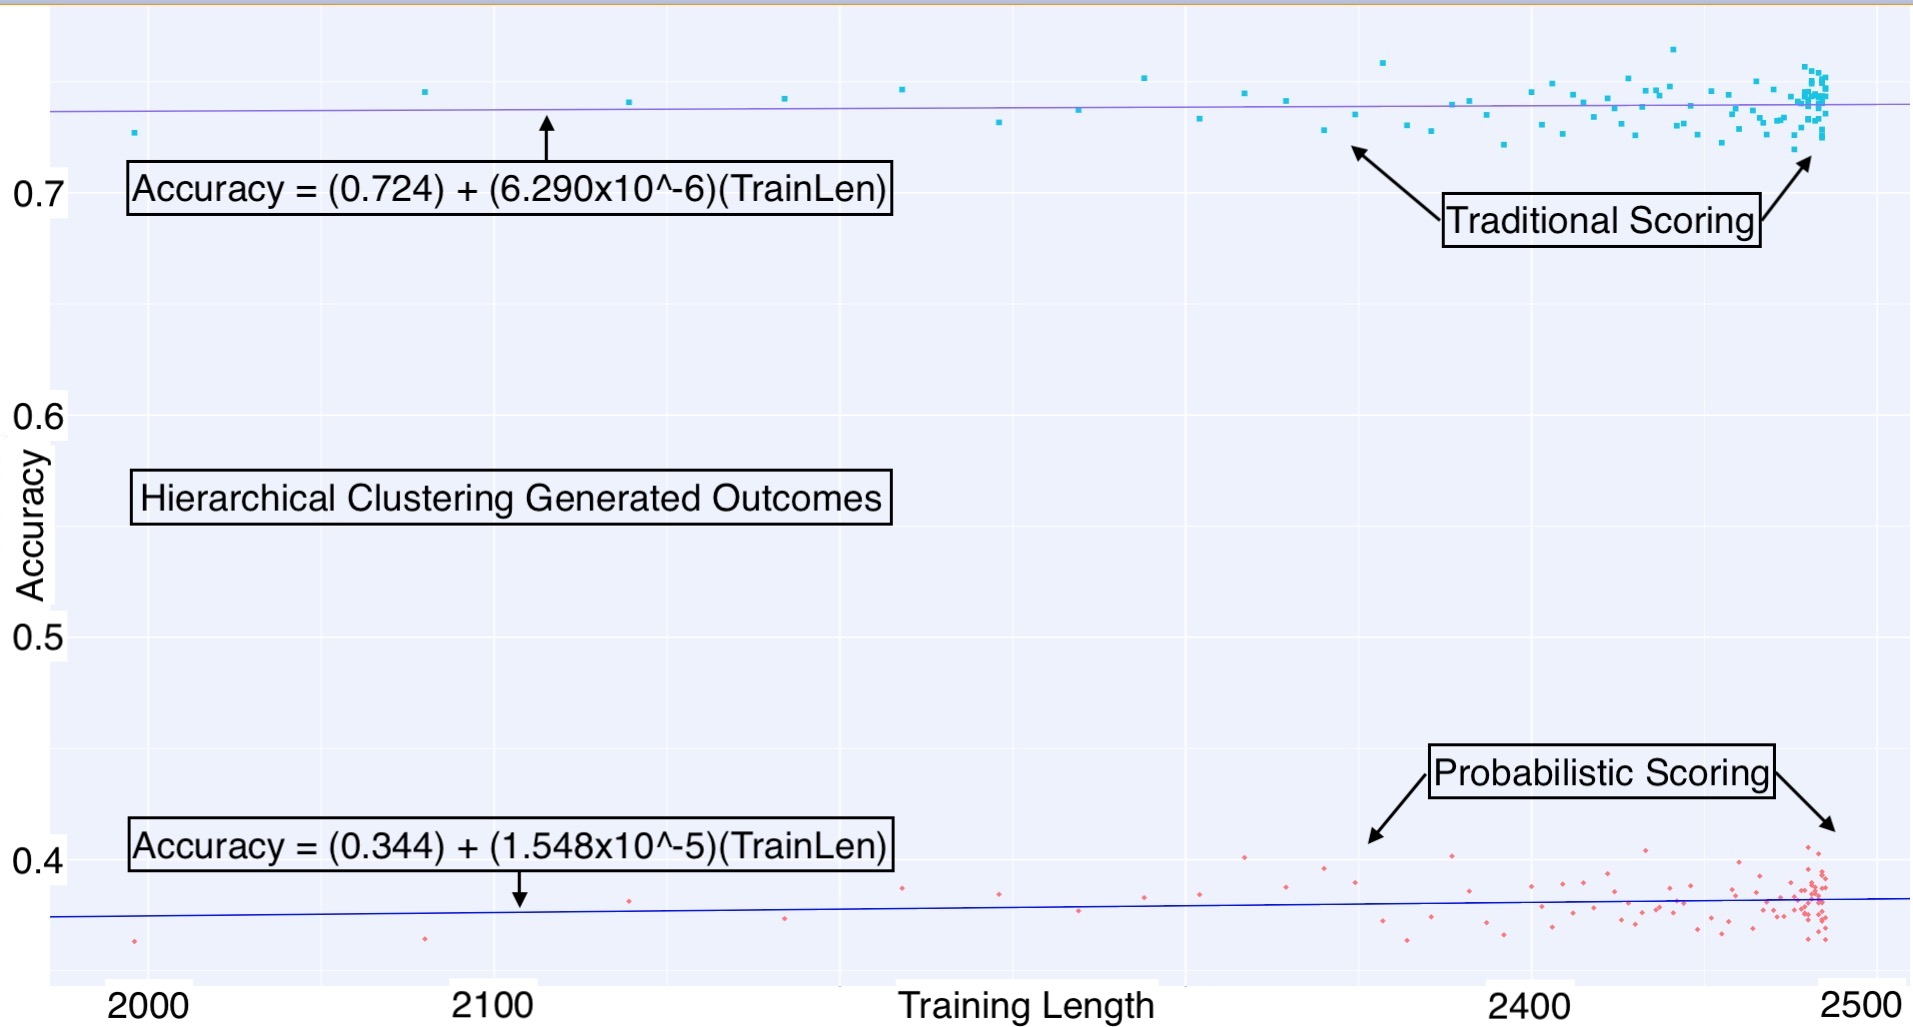 0.7
Accuracy = (0.724) + (6.290x10^-6)(TrainLen)
Traditional Scoring
0.6
Accuracy
Hierarchical Clustering Generated Outcomes
0.5
Probabilistic Scoring
Accuracy = (0.344) + (1.548x10^-5)(TrainLen)
0.4
2000 2100 Training Length 2400 2500